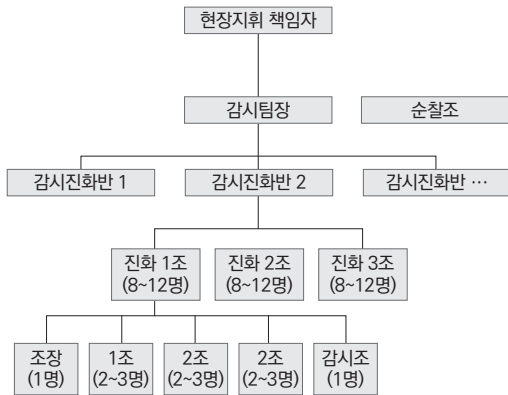 현장지휘 책임자
감시팀장
순찰조
감시진화반 1
감시진화반 2
감시진화반 …
진화 1조
(8~12명)
진화 2조
(8~12명)
진화 3조
(8~12명)
조장
(1명)
1조
(2~3명)
2조
(2~3명)
2조
(2~3명)
감시조
(1명)